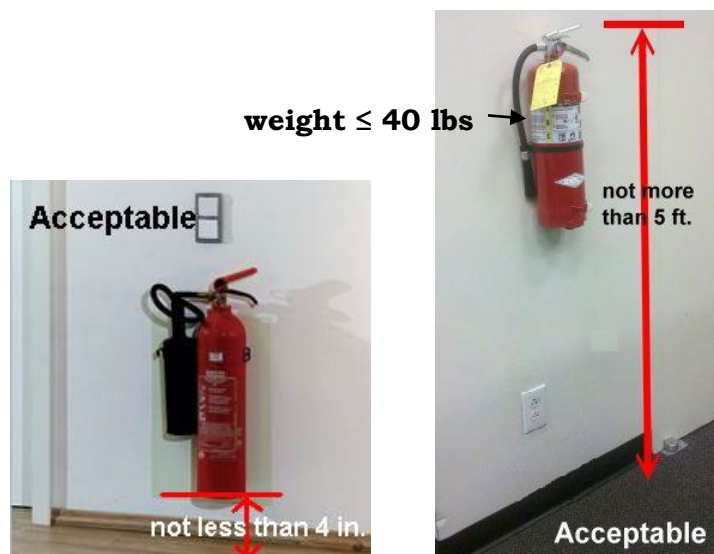 weight ≤ 40 lbs
not more
than 5 ft.
Acceptable
not less than 4 in.
Acceptable